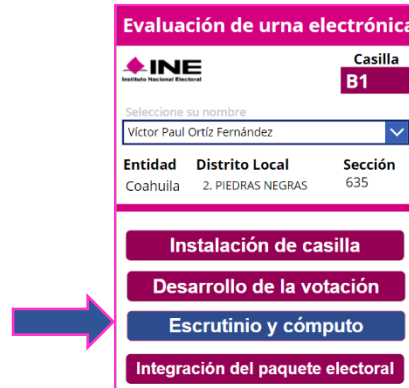 Evaluación de urna electrónica
INE
Instituto Nacional Electoral
Casilla
B1
Seleccione su nombre
Víctor Paul Ortíz Fernández
Entidad Distrito Local Sección
Coahuila 2. PIEDRAS NEGRAS 635
Instalación de casilla
Desarrollo de la votación
Escrutinio y cómputo
Integración del paquete electoral